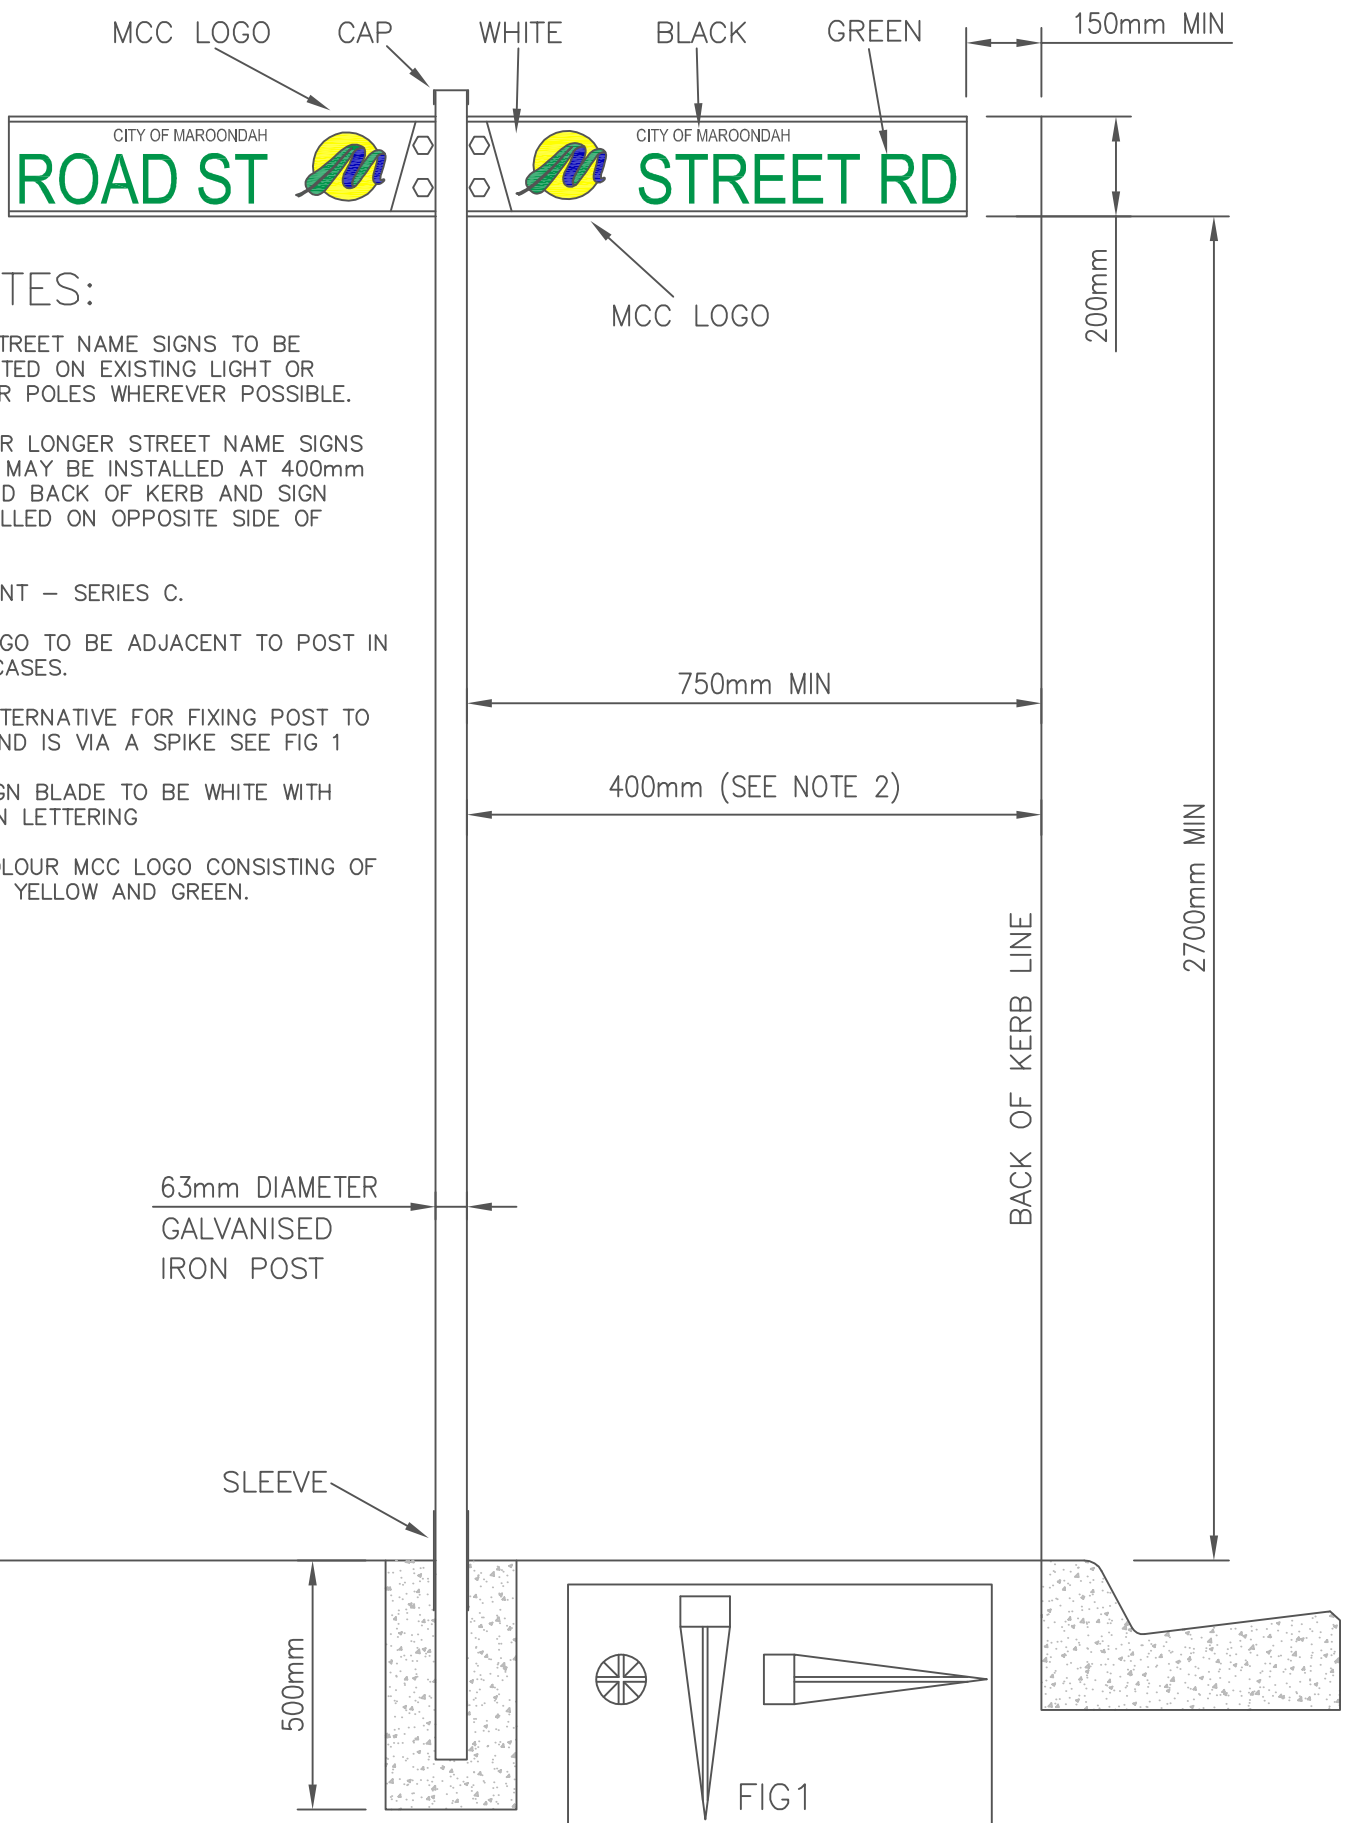 MCC LOGO
CAP
WHITE
BLACK
GREEN
150mm MIN
CITY OF MAROONDAH
ROAD ST
CITY OF MAROONDAH
STREET RD
MCC LOGO
200mm
TES:
TREET NAME SIGNS TO BE
TED ON EXISTING LIGHT OR
R POLES WHEREVER POSSIBLE.
R LONGER STREET NAME SIGNS
MAY BE INSTALLED AT 400mm
D BACK OF KERB AND SIGN
LLED ON OPPOSITE SIDE OF
NT – SERIES C.
GO TO BE ADJACENT TO POST IN
CASES.
TERNATIVE FOR FIXING POST TO
ND IS VIA A SPIKE SEE FIG 1
GN BLADE TO BE WHITE WITH
N LETTERING
OLOUR MCC LOGO CONSISTING OF
YELLOW AND GREEN.
750mm MIN
400mm (SEE NOTE 2)
2700mm MIN
BACK OF KERB LINE
63mm DIAMETER
GALVANISED
IRON POST
SLEEVE
500mm
FIG1